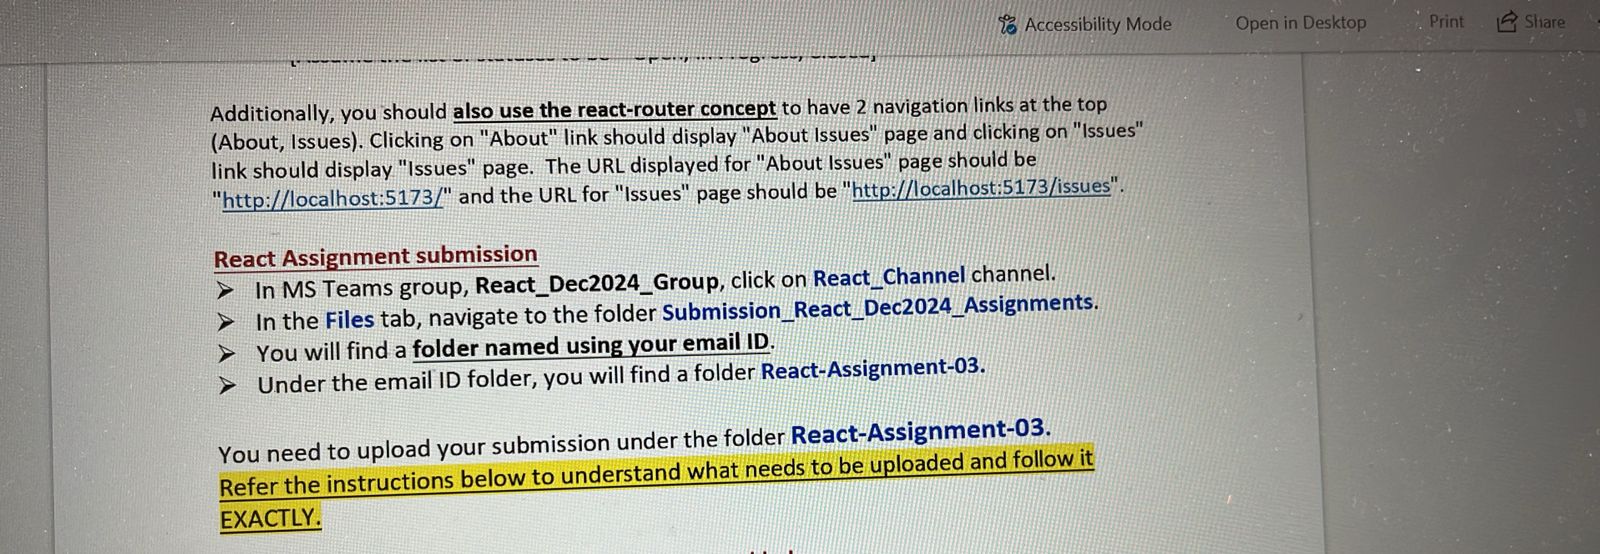 Accessibility Mode Open in Desktop Print Share
Additionally, you should also use the react-router concept to have 2 navigation links at the top
(About, Issues). Clicking on "About" link should display "About Issues" page and clicking on "Issues"
link should display "Issues" page. The URL displayed for "About Issues" page should be
"http://localhost:5173/" and the URL for "Issues" page should be "http://localhost:5173/issues".
React Assignment submission
➤ In MS Teams group, React_Dec2024_Group, click on React_Channel channel.
➤ In the Files tab, navigate to the folder Submission_React_Dec2024_Assignments.
➤ You will find a folder named using your email ID.
➤ Under the email ID folder, you will find a folder React-Assignment-03.
You need to upload your submission under the folder React-Assignment-03.
Refer the instructions below to understand what needs to be uploaded and follow it
EXACTLY.